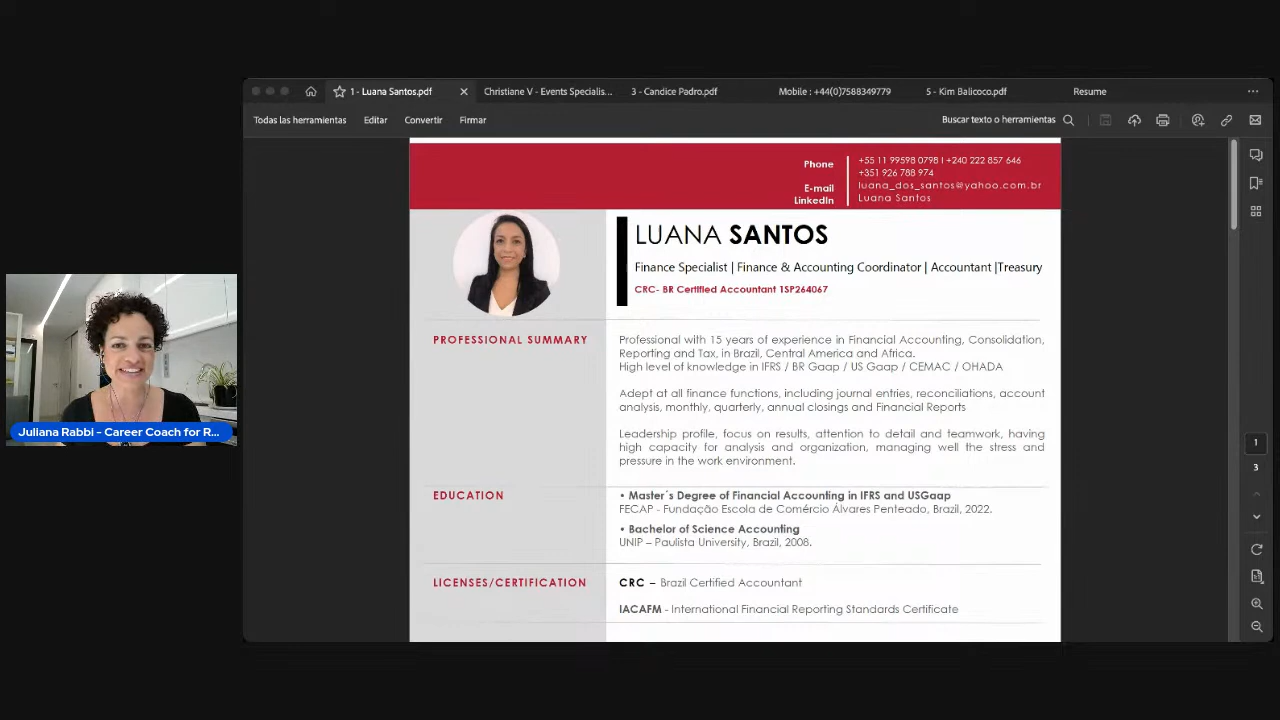 1 - Luana Santos.pdf
Christiane V - Events Specialis...
3 - Candice Padro.pdf
Mobile : +44(0)7588349779
5 - Kim Balicoco.pdf
Resume
Todas las herramientas
Editar
Convertir
Firmar
Buscar texto o herramientas
Phone
+55 11 99598 0798 I +240 222 857 646
+351 926 788 974
E-mail
luana_dos_santos@yahoo.com.br
LinkedIn
Luana Santos
LUANA SANTOS
Finance Specialist | Finance & Accounting Coordinator | Accountant |Treasury
CRC- BR Certified Accountant 1SP264067
PROFESSIONAL SUMMARY
Professional with 15 years of experience in Financial Accounting, Consolidation,
Reporting and Tax, in Brazil, Central America and Africa.
High level of knowledge in IFRS / BR Gaap / US Gaap / CEMAC / OHADA
Adept at all finance functions, including journal entries, reconciliations, account
analysis, monthly, quarterly, annual closings and Financial Reports
Leadership profile, focus on results, attention to detail and teamwork, having
high capacity for analysis and organization, managing well the stress and
pressure in the work environment.
EDUCATION
• Master´s Degree of Financial Accounting in IFRS and USGaap
FECAP - Fundação Escola de Comércio Álvares Penteado, Brazil, 2022.
• Bachelor of Science Accounting
UNIP – Paulista University, Brazil, 2008.
LICENSES/CERTIFICATION
CRC – Brazil Certified Accountant
IACAFM - International Financial Reporting Standards Certificate
1
3
Juliana Rabbi - Career Coach for R...